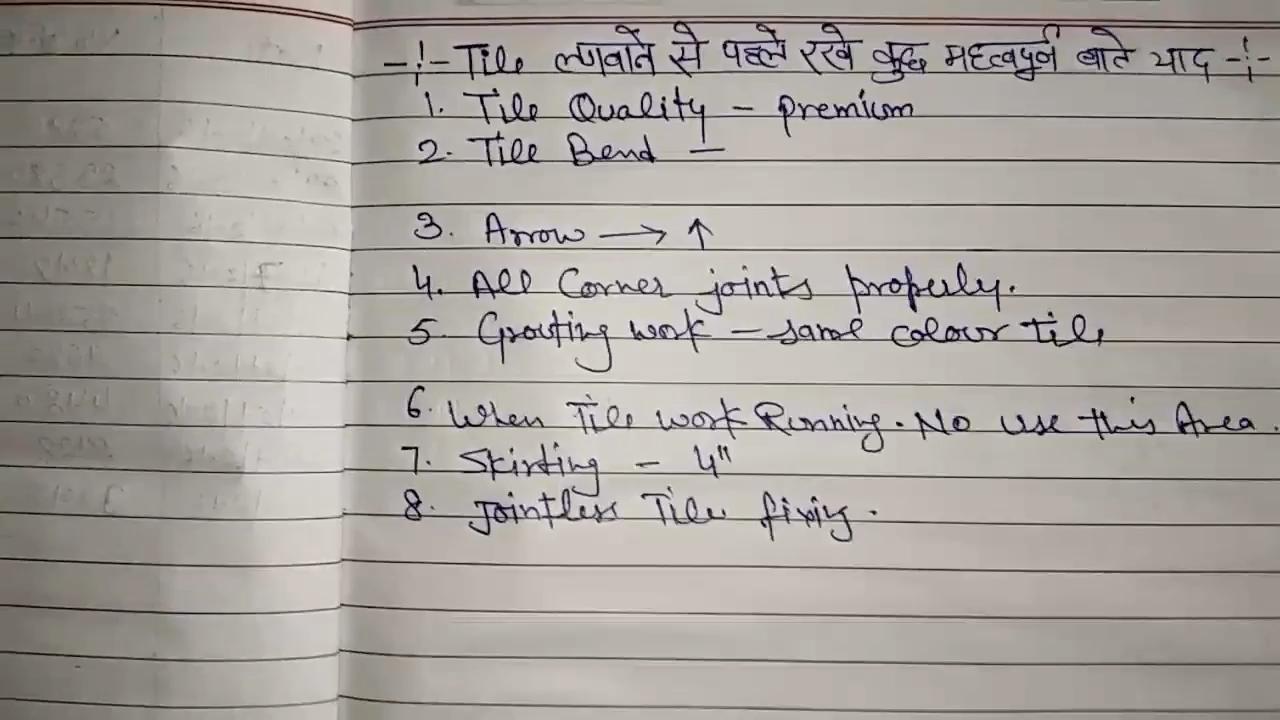 -¦- Tile लगवाने से पहले रखे कुछ महत्वपूर्ण बाते याद -¦-
1. Tile Quality - premium
2. Tile Bend -
3. Arrow → ↑
4. All Corner joints properly.
5. Grouting work - same colour tile
6. When Tile work Running. No use this Area.
7. Skirting - 4"
8. Jointless Tile fixing.